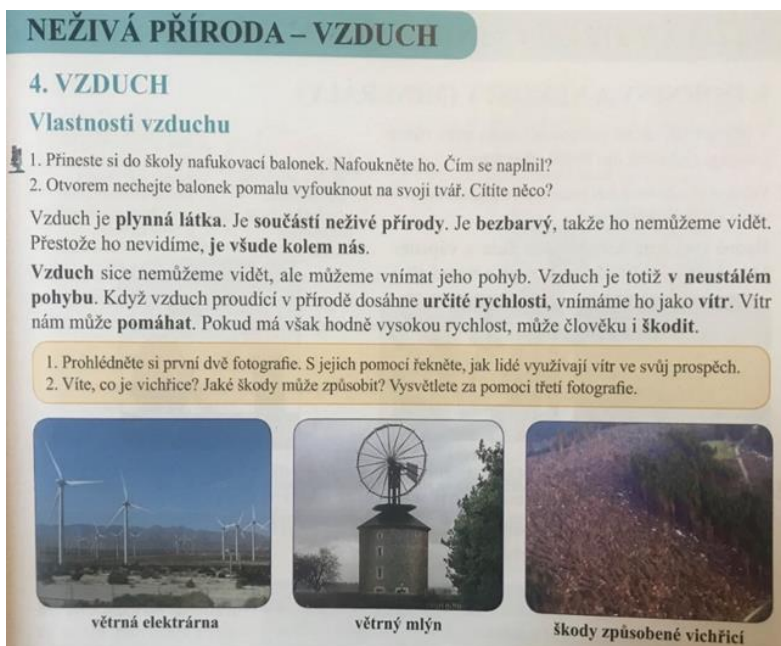 NEŽIVÁ PŘÍRODA – VZDUCH
4. VZDUCH
Vlastnosti vzduchu
1. Přineste si do školy nafukovací balonek. Nafoukněte ho. Čím se naplnil?
2. Otvorem nechejte balonek pomalu vyfouknout na svoji tvář. Cítíte něco?
Vzduch je plynná látka. Je součástí neživé přírody. Je bezbarvý, takže ho nemůžeme vidět.
Přestože ho nevidíme, je všude kolem nás.
Vzduch sice nemůžeme vidět, ale můžeme vnímat jeho pohyb. Vzduch je totiž v neustálém
pohybu. Když vzduch proudící v přírodě dosáhne určité rychlosti, vnímáme ho jako vítr. Vítr
nám může pomáhat. Pokud má však hodně vysokou rychlost, může člověku i škodit.
1. Prohlédněte si první dvě fotografie. S jejich pomocí řekněte, jak lidé využívají vítr ve svůj prospěch.
2. Víte, co je vichřice? Jaké škody může způsobit? Vysvětlete za pomoci třetí fotografie.
větrná elektrárna
větrný mlýn
škody způsobené vichřicí